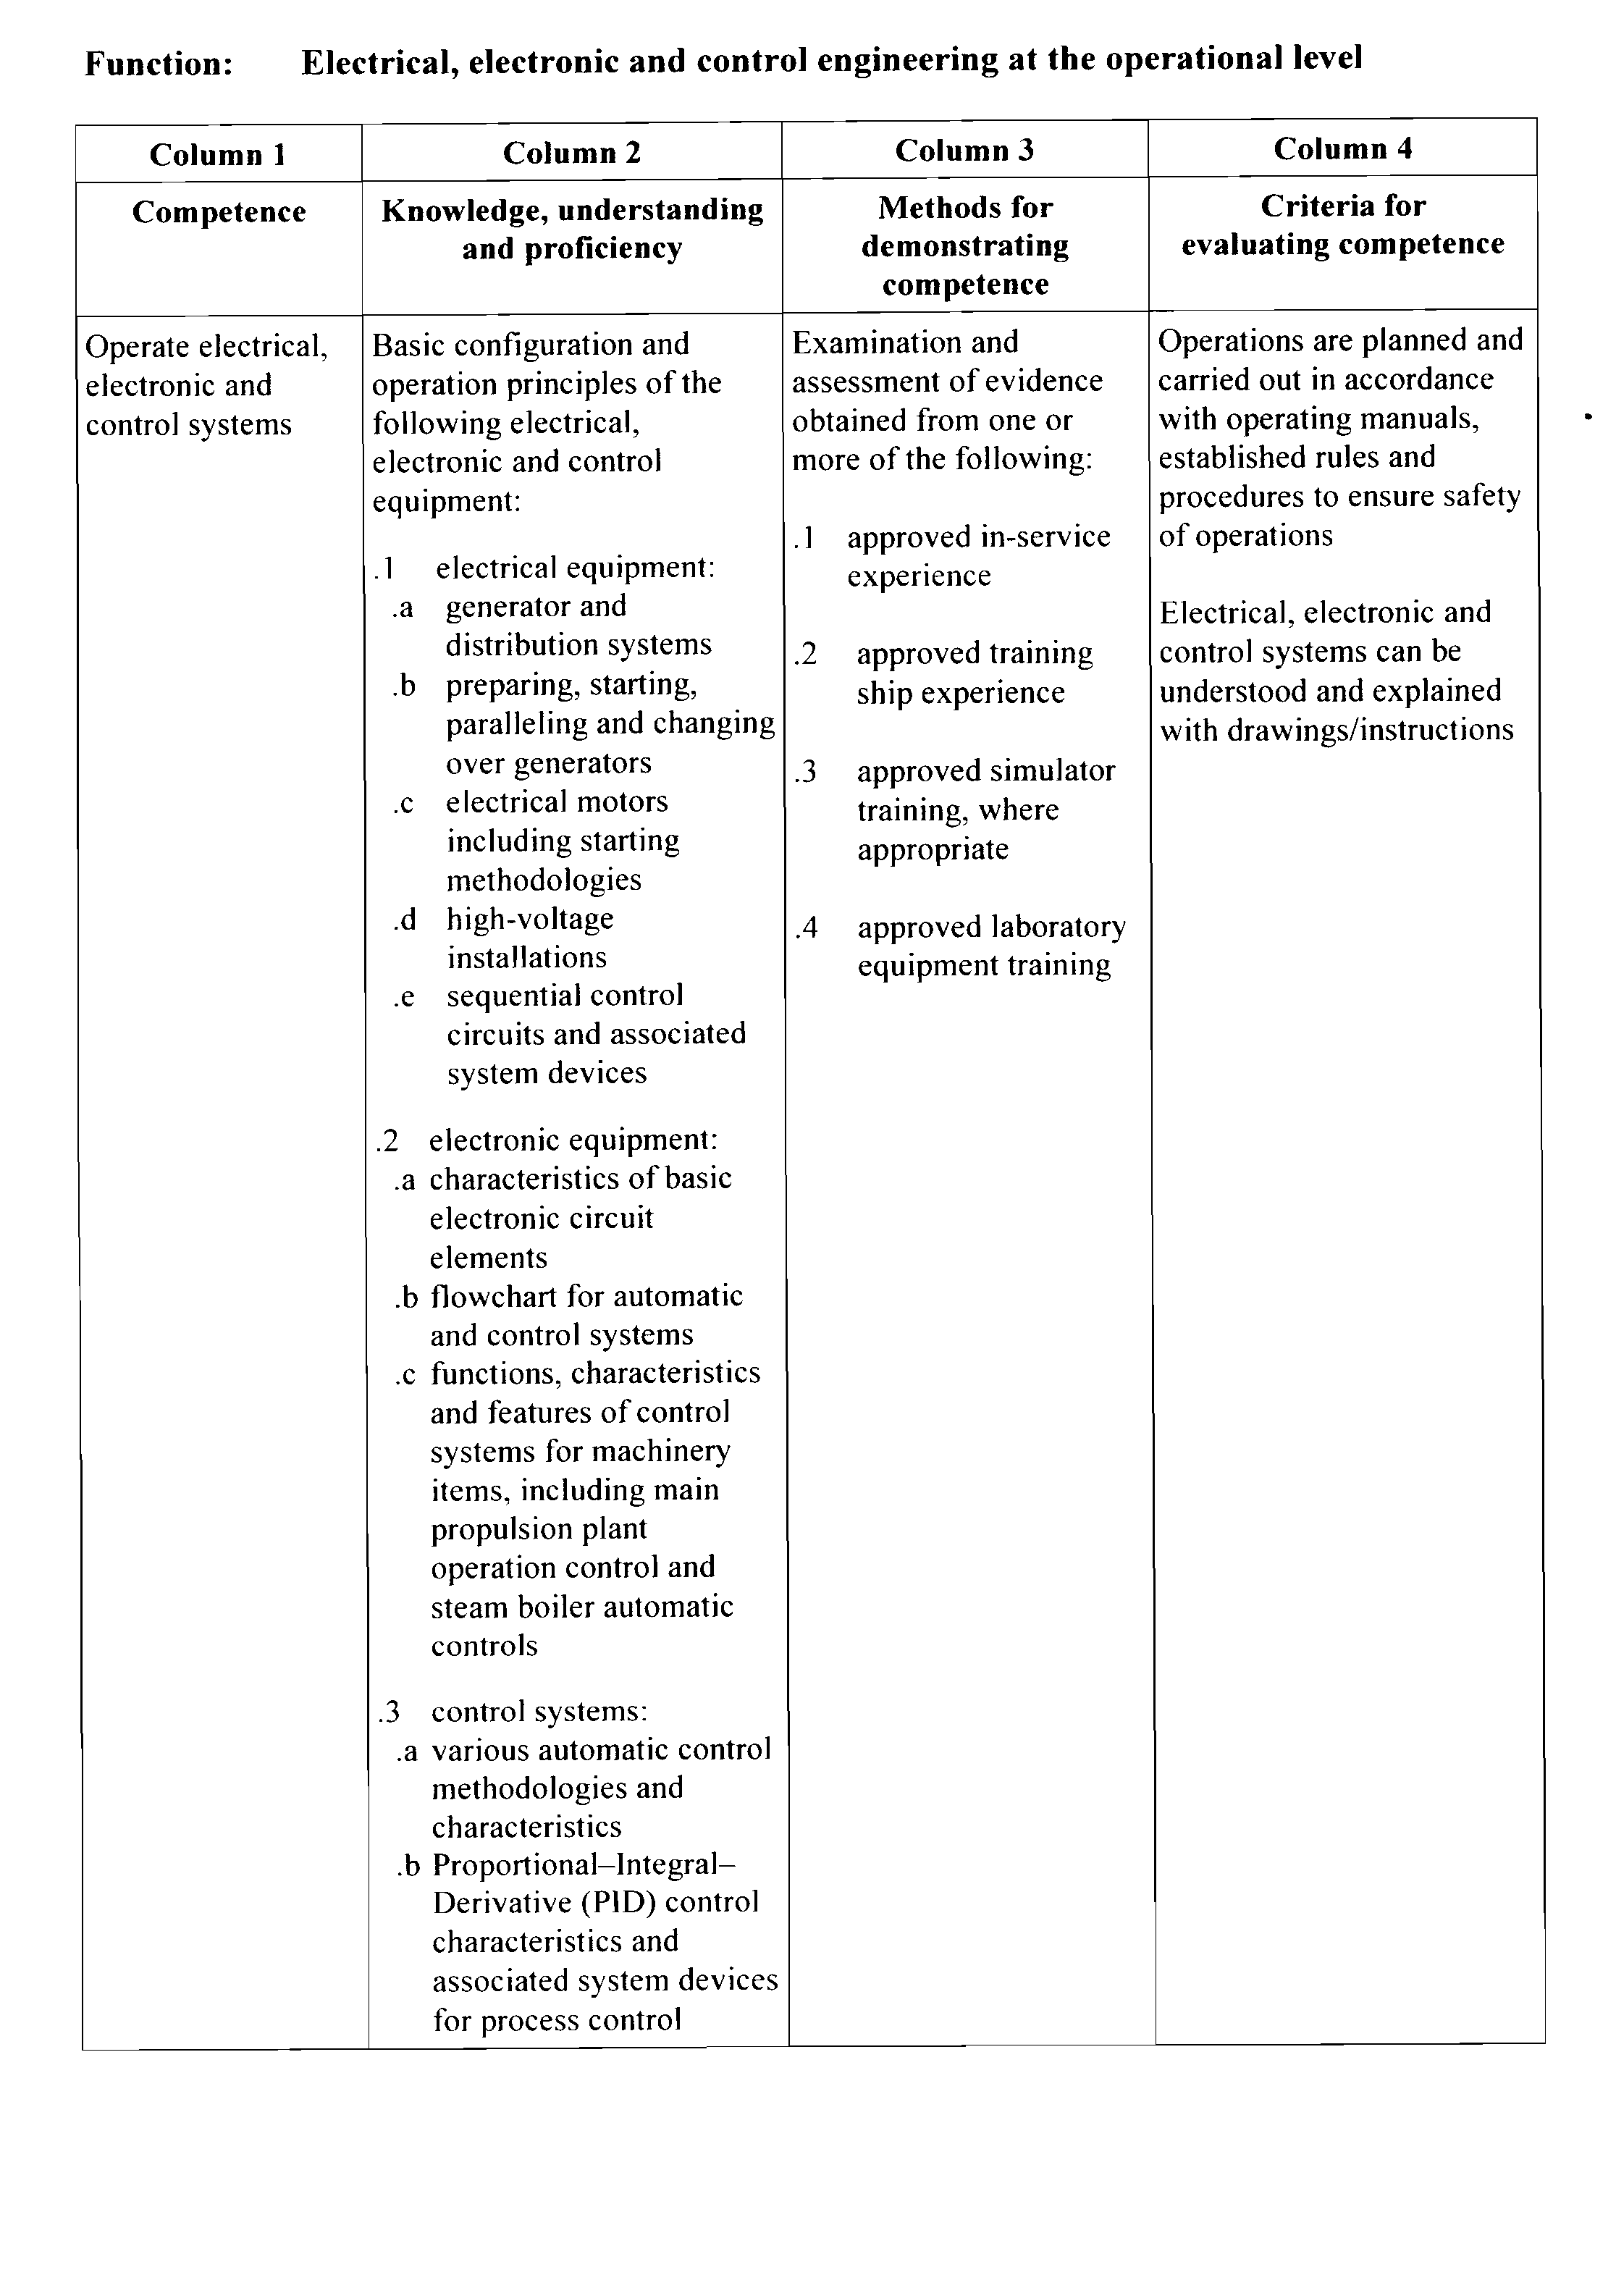 Function: Electrical, electronic and control engineering at the operational level
Column 1
Column 2
Column 3
Column 4
Competence
Knowledge, understanding
and proficiency
Methods for
demonstrating
competence
Criteria for
evaluating competence
Operate electrical,
electronic and
control systems
Basic configuration and
operation principles of the
following electrical,
electronic and control
equipment:
.1 electrical equipment:
.a generator and
distribution systems
.b preparing, starting,
paralleling and changing
over generators
.c electrical motors
including starting
methodologies
.d high-voltage
installations
.e sequential control
circuits and associated
system devices
.2 electronic equipment:
.a characteristics of basic
electronic circuit
elements
.b flowchart for automatic
and control systems
.c functions, characteristics
and features of control
systems for machinery
items, including main
propulsion plant
operation control and
steam boiler automatic
controls
.3 control systems:
.a various automatic control
methodologies and
characteristics
.b Proportional–Integral–
Derivative (PID) control
characteristics and
associated system devices
for process control
Examination and
assessment of evidence
obtained from one or
more of the following:
.1 approved in-service
experience
.2 approved training
ship experience
.3 approved simulator
training, where
appropriate
.4 approved laboratory
equipment training
Operations are planned and
carried out in accordance
with operating manuals,
established rules and
procedures to ensure safety
of operations
Electrical, electronic and
control systems can be
understood and explained
with drawings/instructions